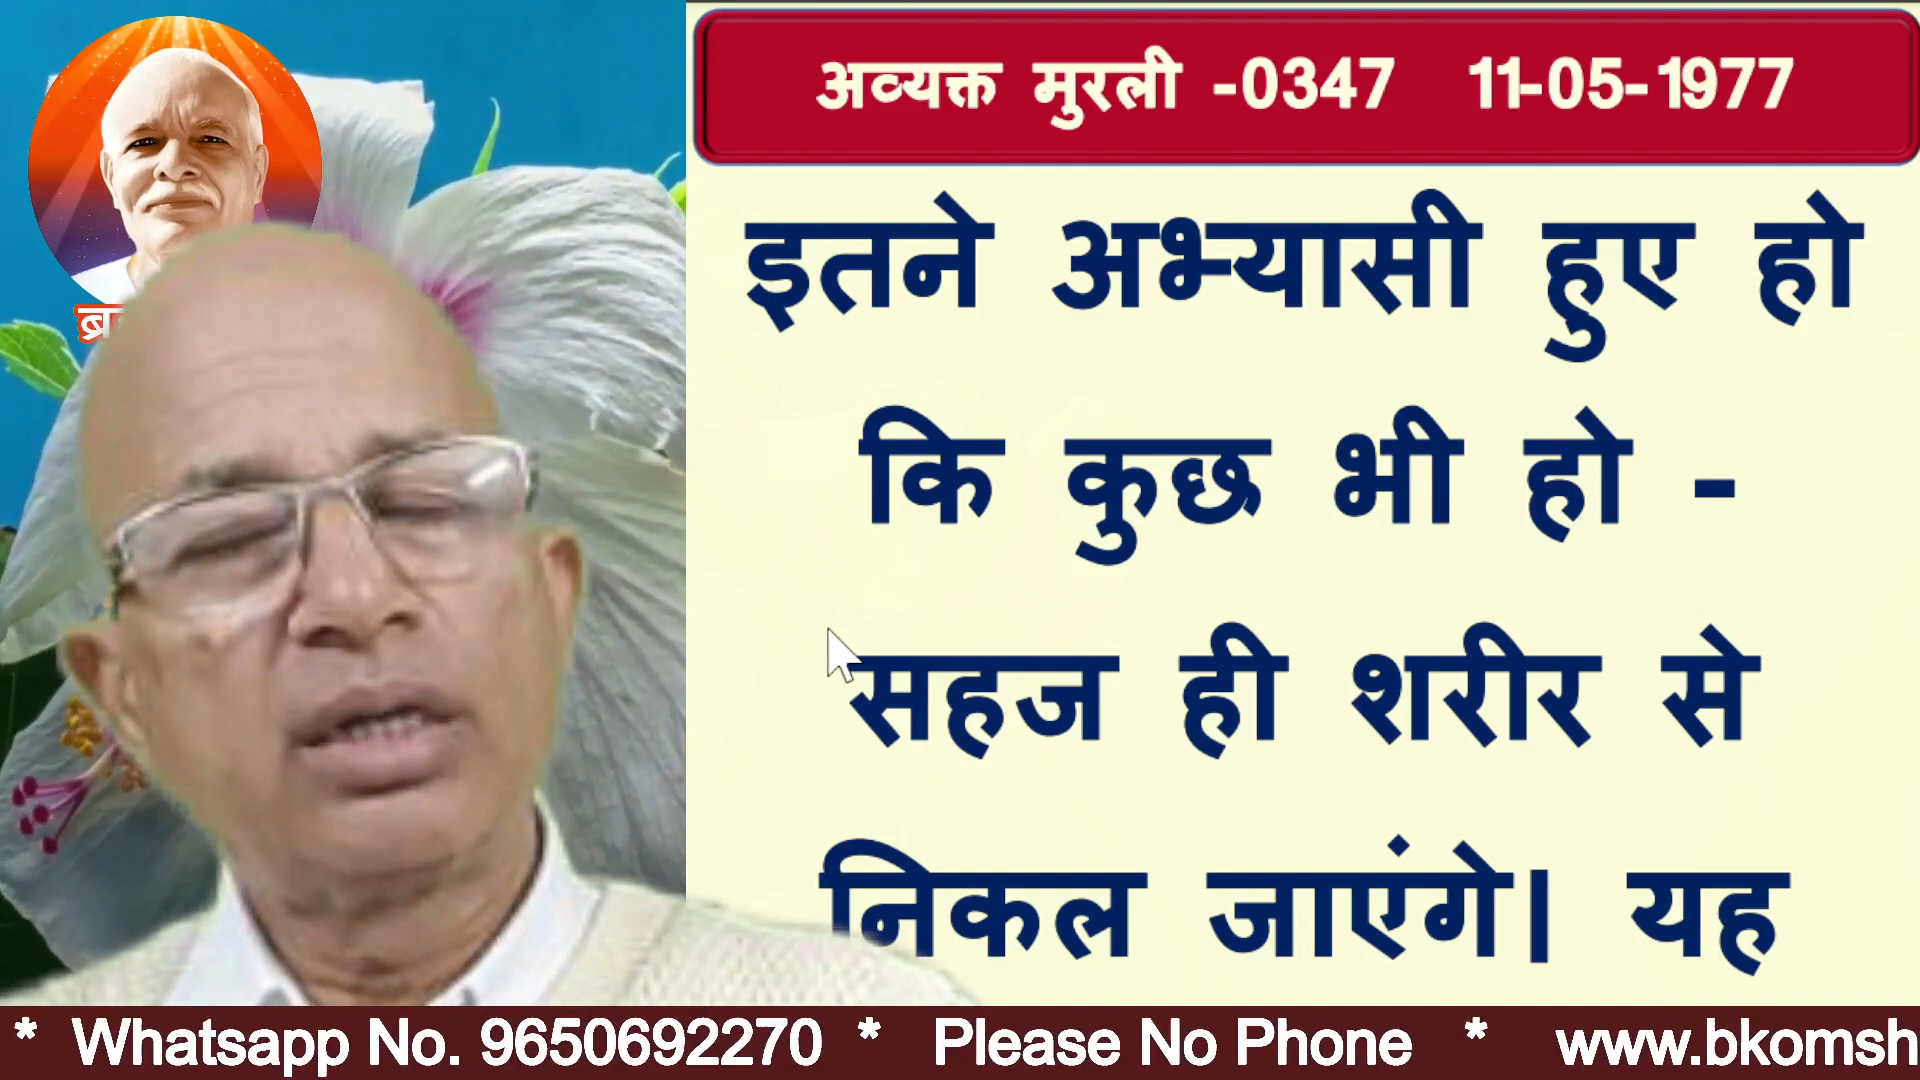 अव्यक्त मुरली -0347 11-05-1977
इतने अभ्यासी हुए हो
कि कुछ भी हो -
सहज ही शरीर से
निकल जाएंगे। यह
* Whatsapp No. 9650692270 * Please No Phone * www.bkomsh